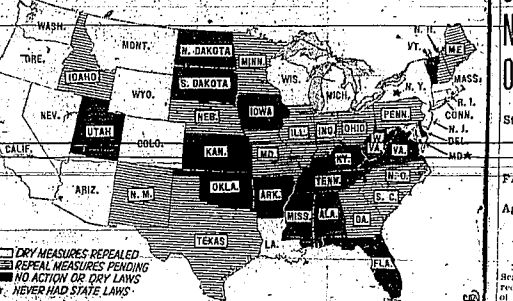 WASH.
MONT.
N. DAKOTA
MINN.
N. H.
VT.
ME.
ORE.
IDAHO
S. DAKOTA
WIS.
MICH.
N. Y.
MASS.
WYO.
R. I.
CONN.
NEV.
UTAH
NEB.
IOWA
PENN.
N. J.
DEL.
MD★
CALIF.
COLO.
KAN.
MO.
ILL.
IND.
OHIO
W. VA.
VA.
KY.
ARIZ.
N. M.
OKLA.
ARK.
TENN.
N. C.
S. C.
TEXAS
LA.
MISS.
ALA.
GA.
FLA.
DRY MEASURES REPEALED
REPEAL MEASURES PENDING
NO ACTION OR DRY LAWS
NEVER HAD STATE LAWS